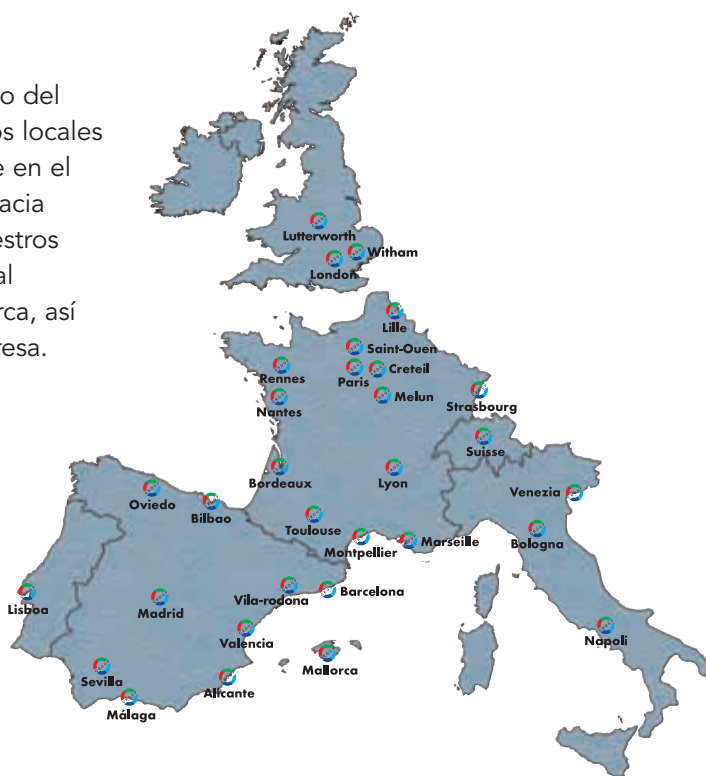 o del
os locales
e en el
acia
estros
al
rca, así
resa.
Lutterworth
Witham
London
Lille
Saint-Ouen
Rennes
Paris
Creteil
Nantes
Melun
Strasbourg
Suisse
Bordeaux
Lyon
Venezia
Oviedo
Bilbao
Toulouse
Montpellier
Marseille
Bologna
Lisboa
Madrid
Vila-rodona
Barcelona
Valencia
Napoli
Sevilla
Alicante
Mallorca
Málaga